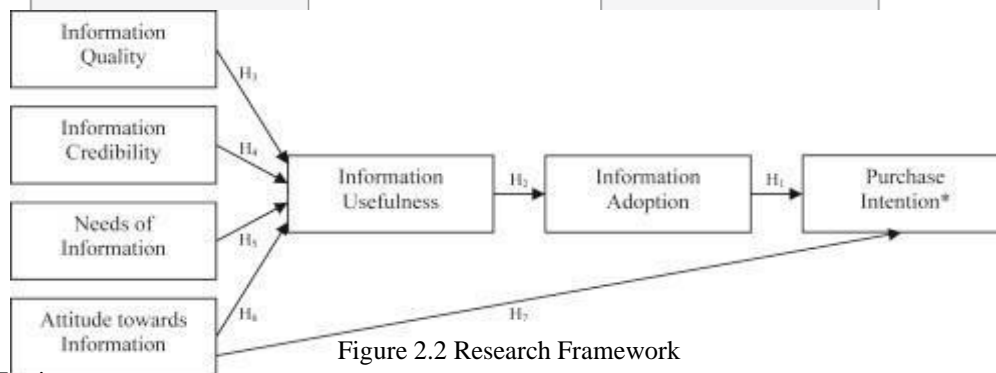 Information
Quality
H₃
Information
Credibility
H₄
Information
Usefulness
H₂
Information
Adoption
H₁
Purchase
Intention*
Needs of
Information
H₅
Attitude towards
Information
H₆
H₇
Figure 2.2 Research Framework